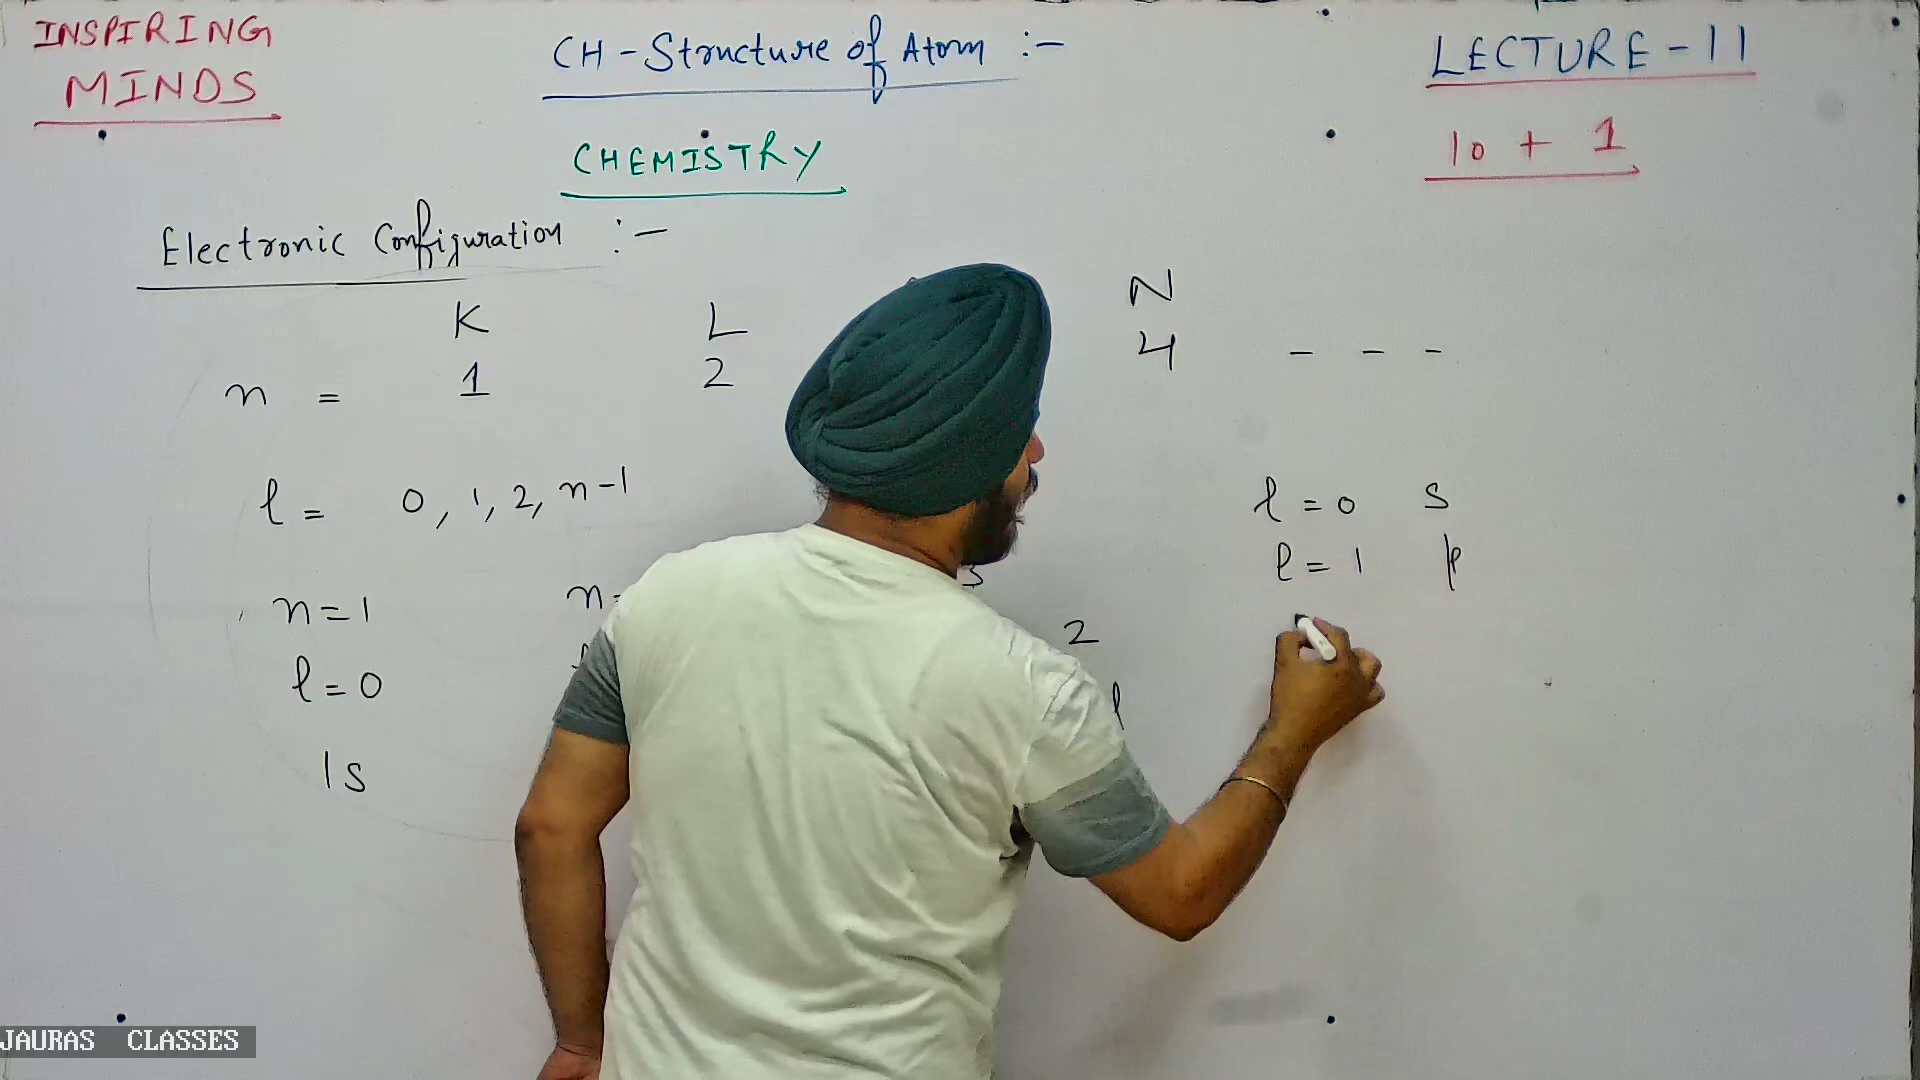 INSPIRING
MINDS
CH - Structure of Atom :-
LECTURE - 11
CHEMISTRY
10 + 1
Electronic Configuration :-
K L N
n = 1 2 4 - - -
l = 0, 1, 2, n-1
l = 0 s
l = 1 p
n = 1
l = 0
1s
n=
3
2
JAURAS CLASSES